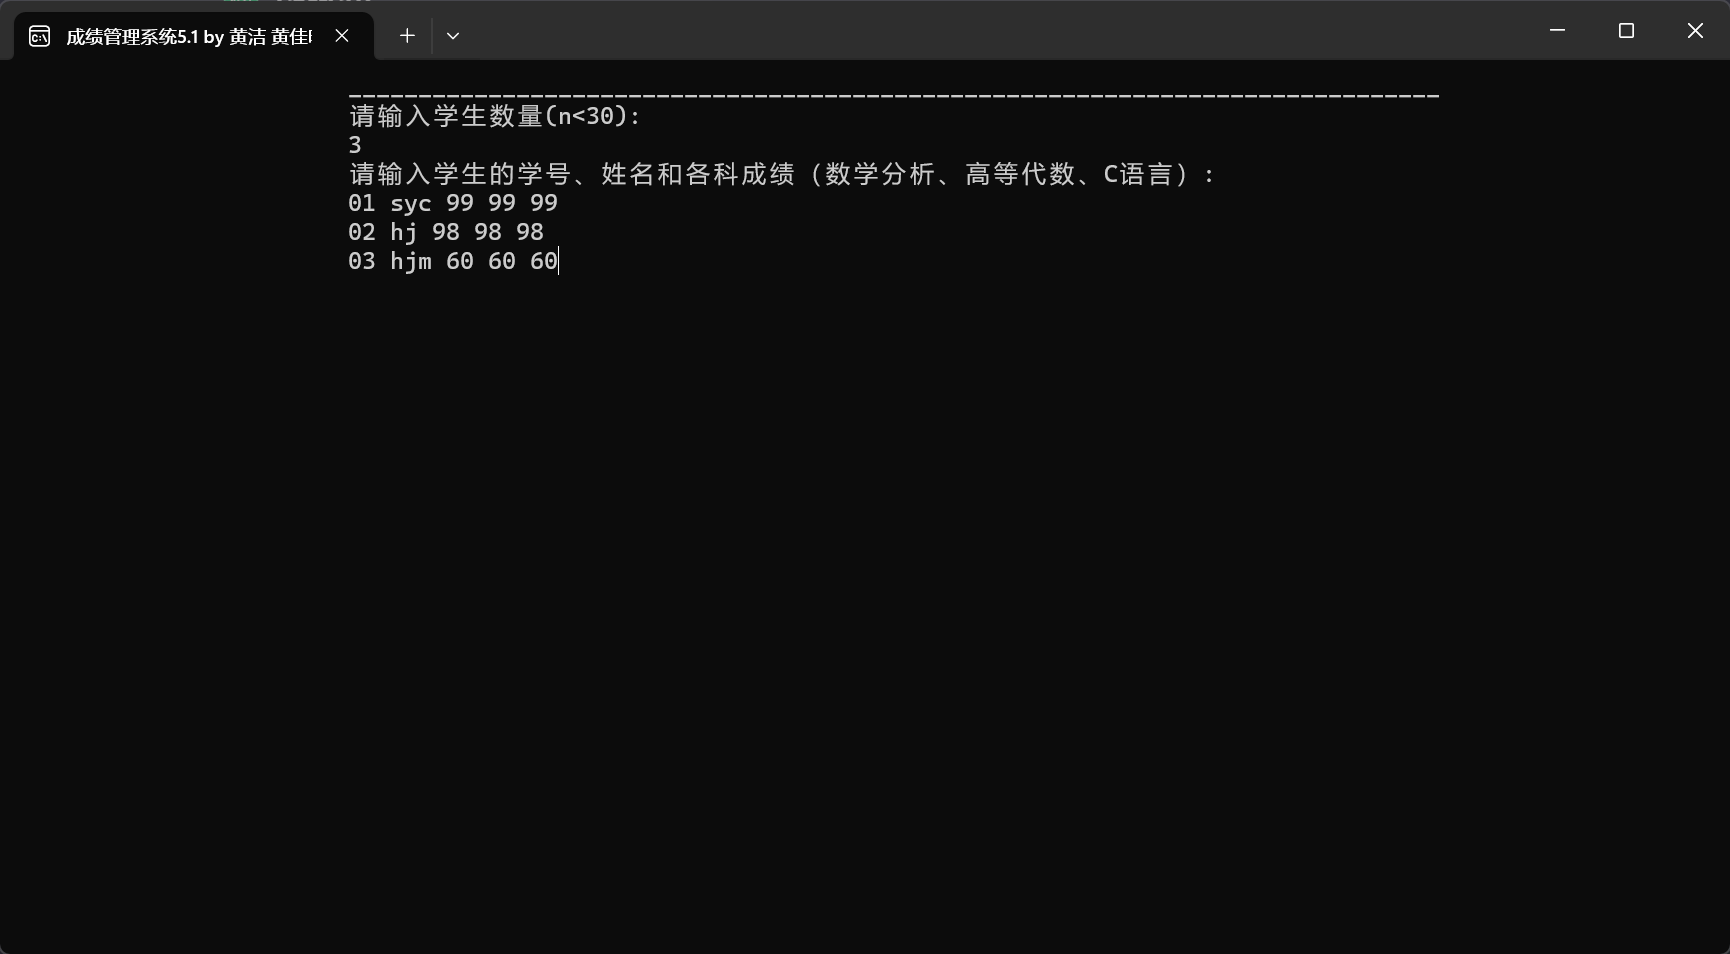 成绩管理系统5.1 by 黄洁 黄佳
请输入学生数量(n<30):
3
请输入学生的学号、姓名和各科成绩（数学分析、高等代数、C语言）:
01 syc 99 99 99
02 hj 98 98 98
03 hjm 60 60 60